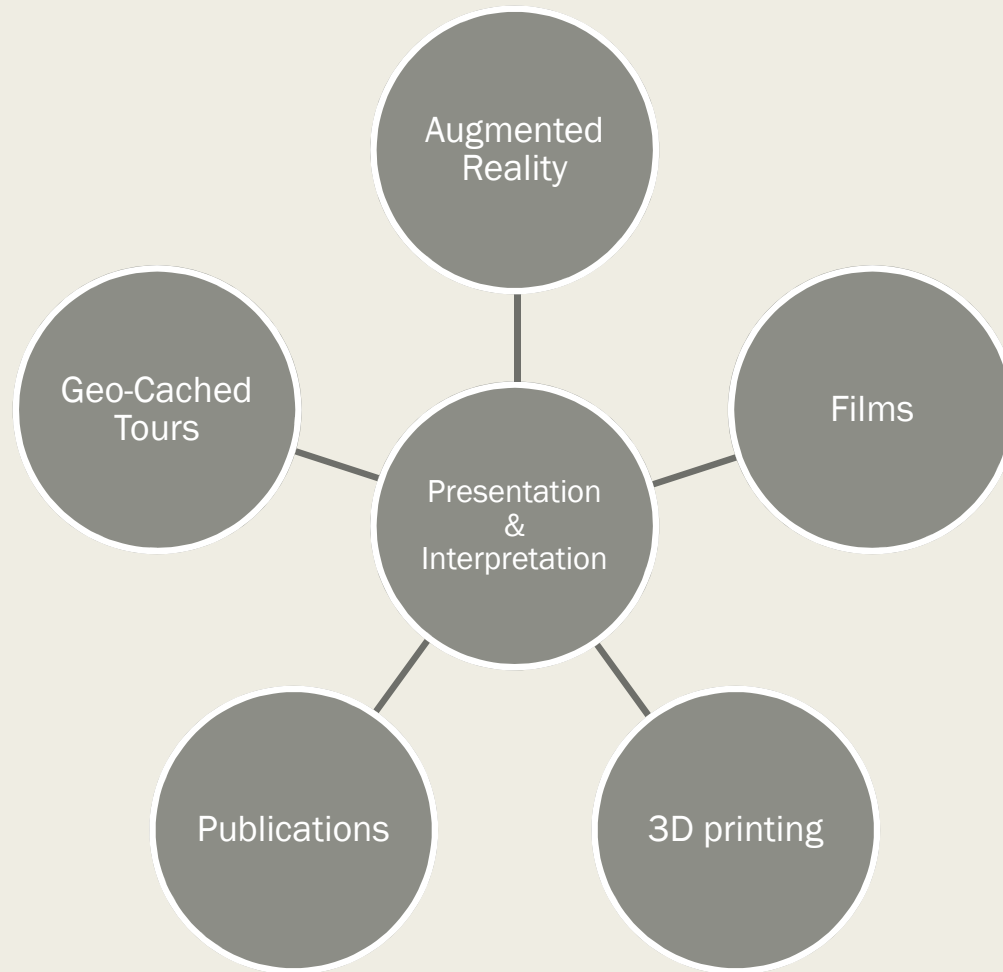 Augmented
Reality
Geo-Cached
Tours
Films
Presentation
&
Interpretation
Publications
3D printing